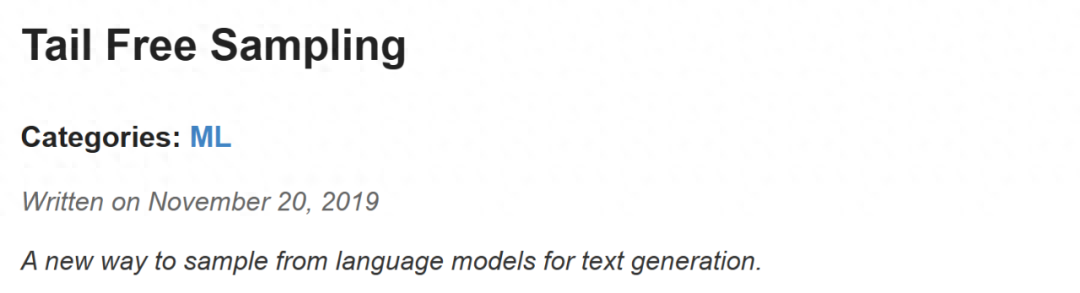 Tail Free Sampling
Categories: ML
Written on November 20, 2019
A new way to sample from language models for text generation.